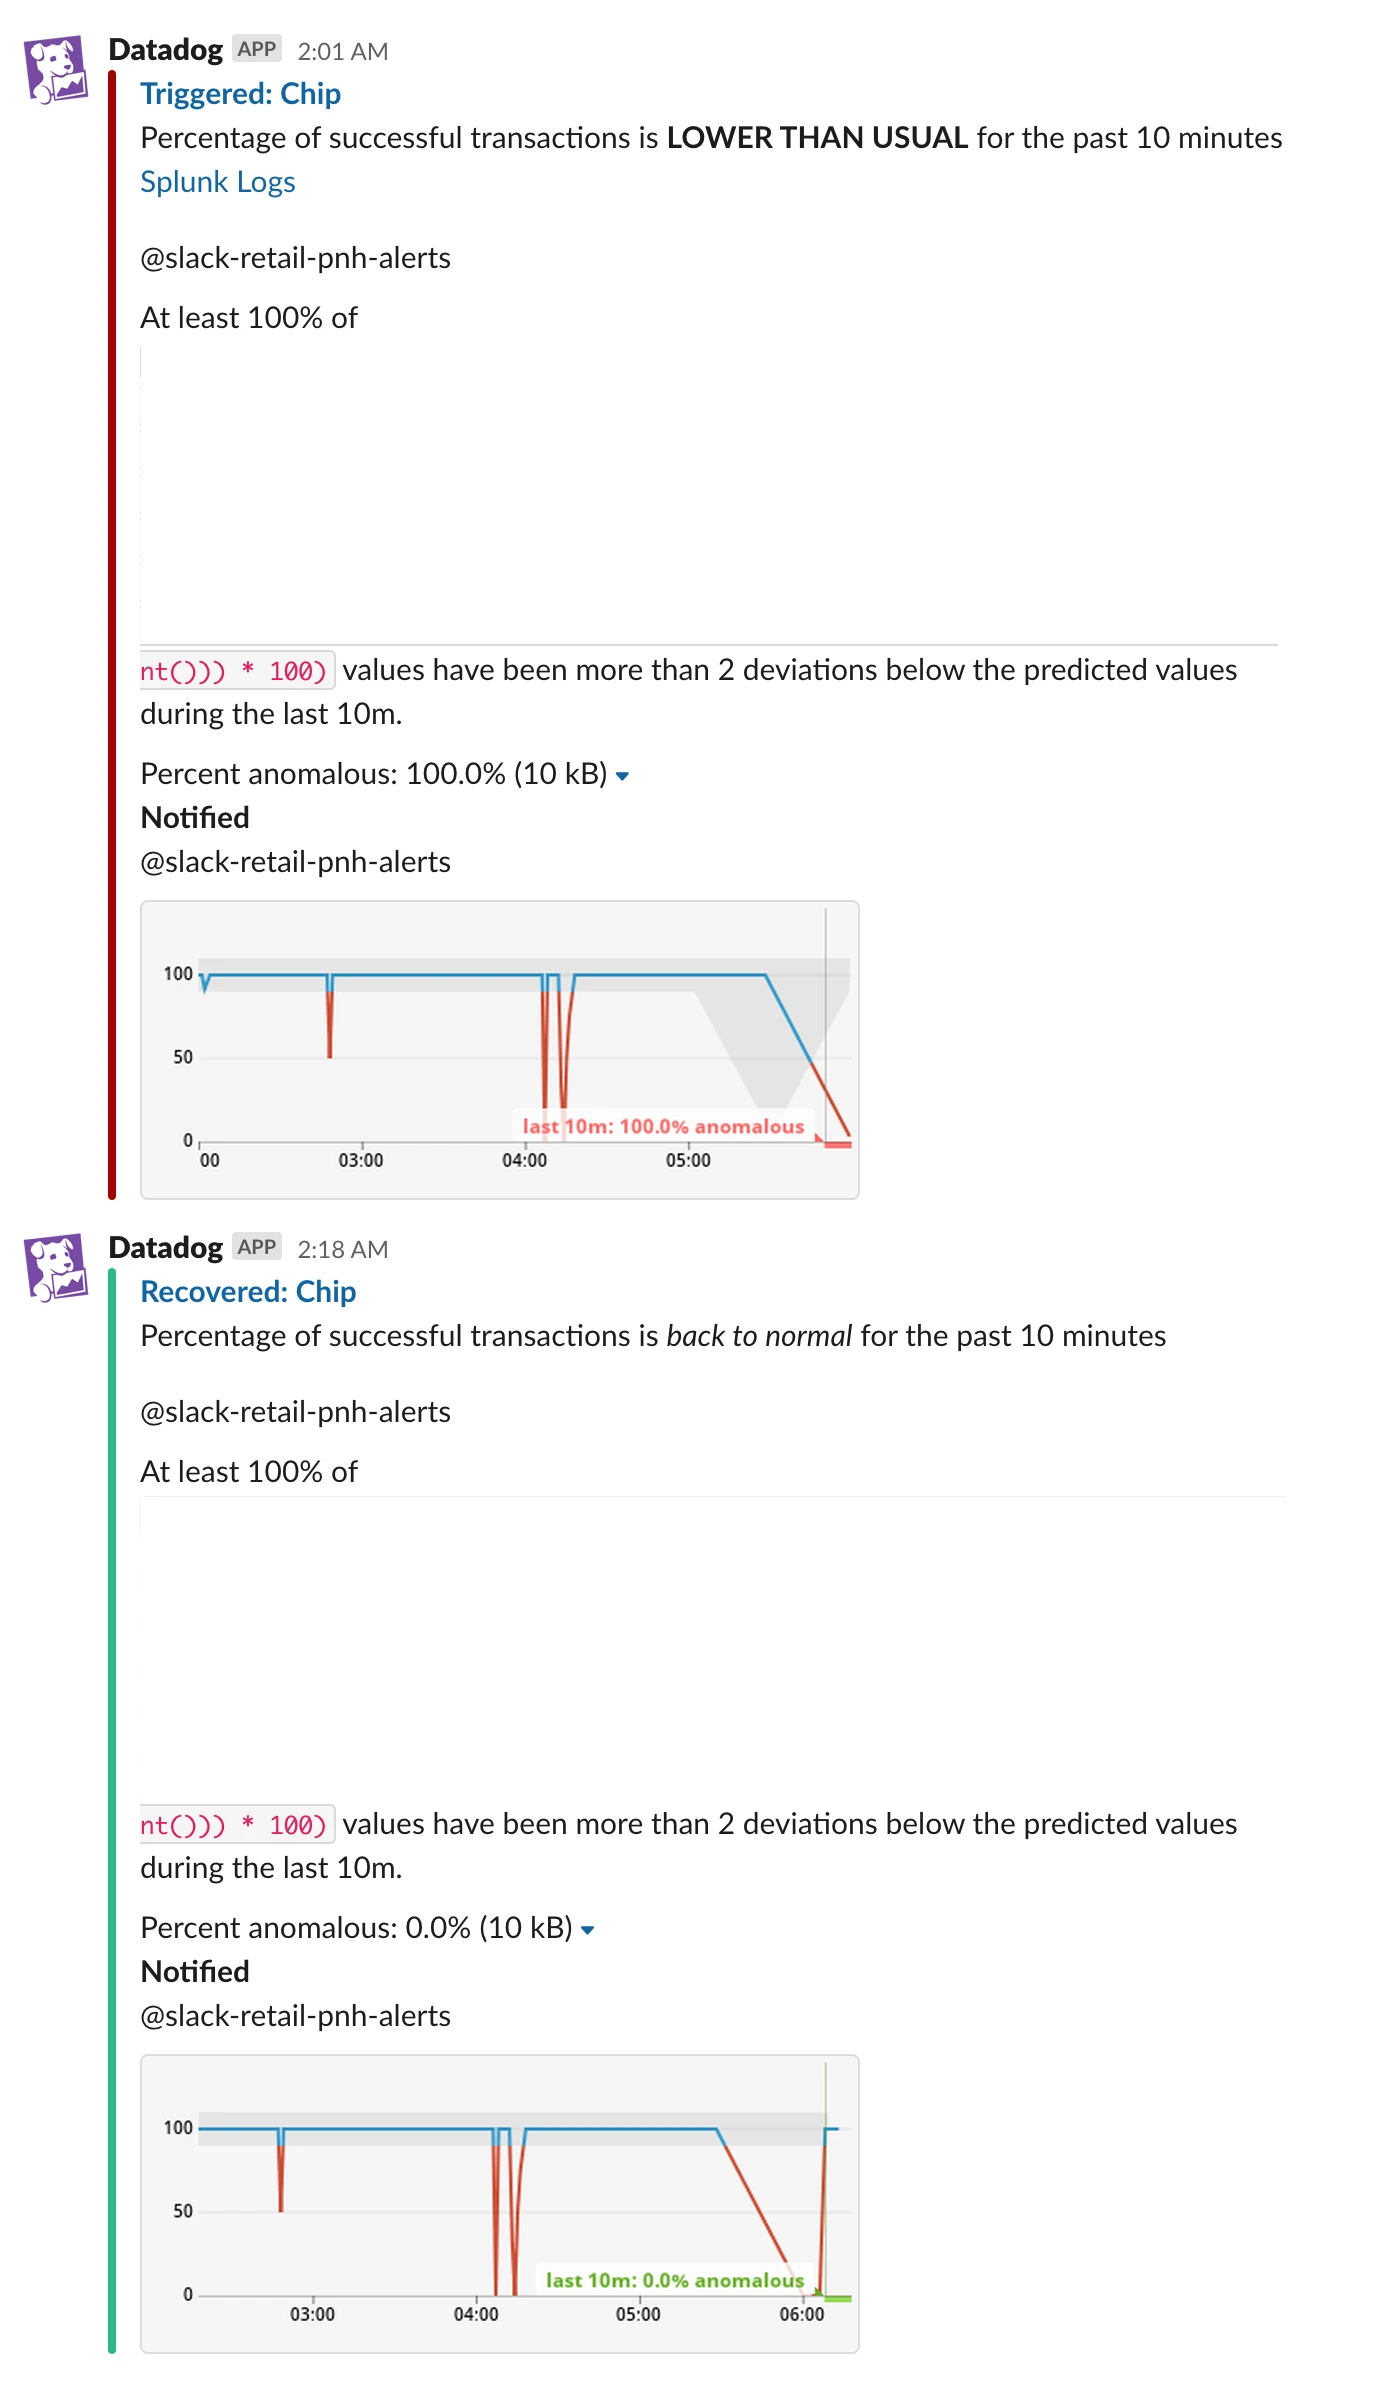 Datadog APP 2:01 AM
Triggered: Chip
Percentage of successful transactions is LOWER THAN USUAL for the past 10 minutes
Splunk Logs
@slack-retail-pnh-alerts
At least 100% of
nt())) * 100) values have been more than 2 deviations below the predicted values
during the last 10m.
Percent anomalous: 100.0% (10 kB)
Notified
@slack-retail-pnh-alerts
100
50
0
last 10m: 100.0% anomalous
00 03:00 04:00 05:00
Datadog APP 2:18 AM
Recovered: Chip
Percentage of successful transactions is back to normal for the past 10 minutes
@slack-retail-pnh-alerts
At least 100% of
nt())) * 100) values have been more than 2 deviations below the predicted values
during the last 10m.
Percent anomalous: 0.0% (10 kB)
Notified
@slack-retail-pnh-alerts
100
50
0
last 10m: 0.0% anomalous
03:00 04:00 05:00 06:00